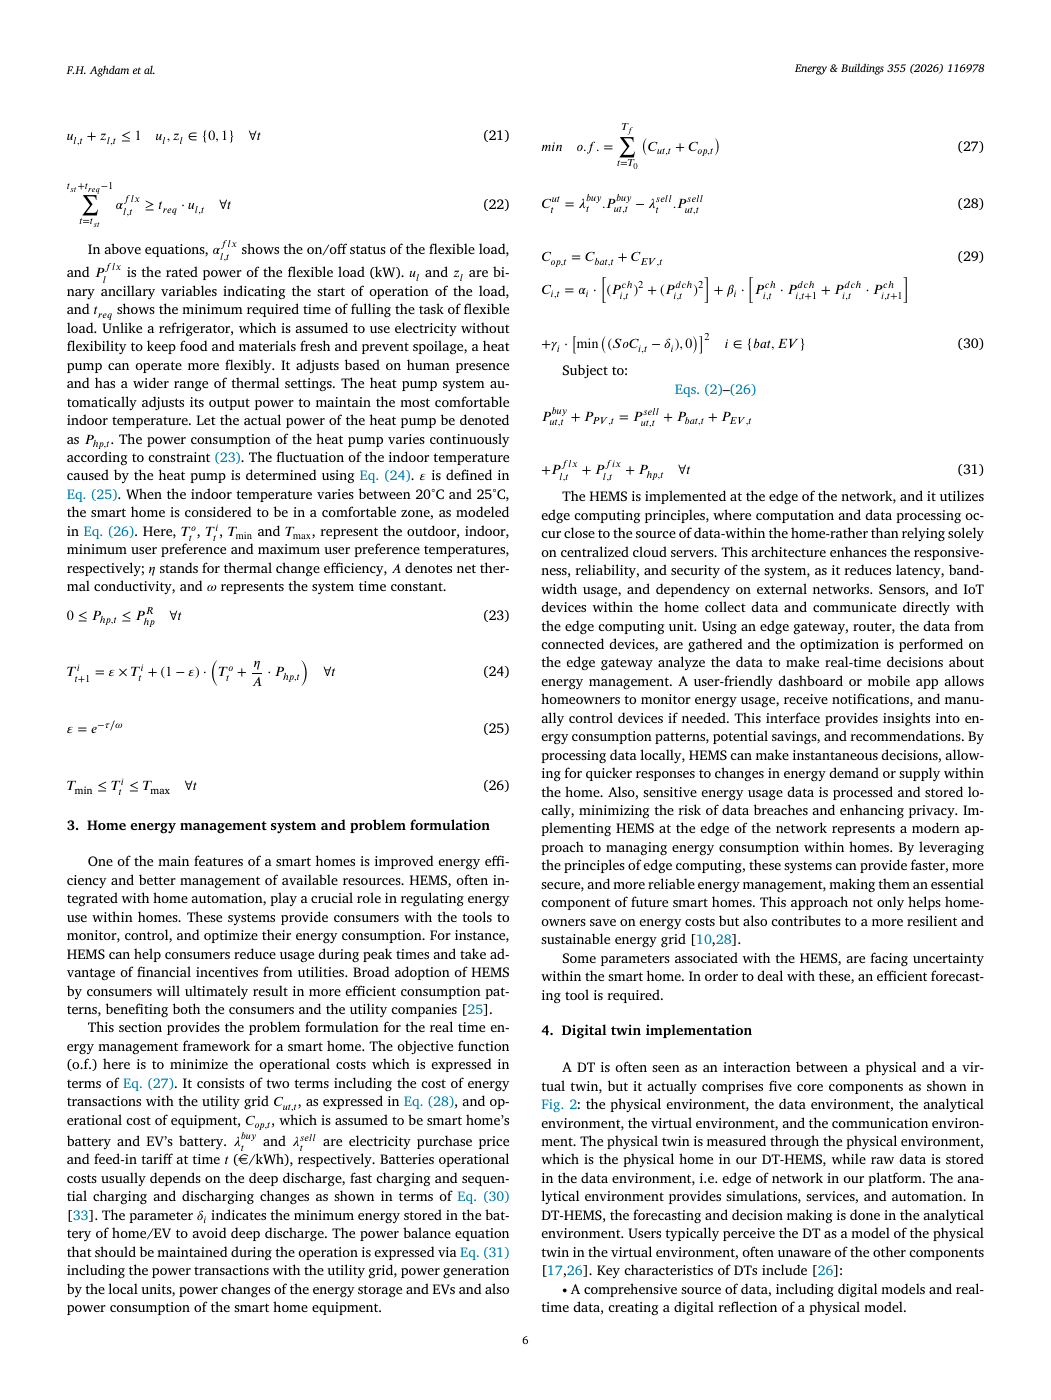 F.H. Aghdam et al.
Energy & Buildings 355 (2026) 116978
u_{l,t} + z_{l,t} ≤ 1   u_l, z_l ∈ {0, 1}   ∀t   (21)
∑_{t=t_{st}}^{t_{st}+t_{req}−1} α_{l,t}^{flx} ≥ t_{req} · u_{l,t}   ∀t   (22)
In above equations, α_{l,t}^{flx} shows the on/off status of the flexible load,
and P_l^{flx} is the rated power of the flexible load (kW). u_l and z_l are bi-
nary ancillary variables indicating the start of operation of the load,
and t_{req} shows the minimum required time of fulling the task of flexible
load. Unlike a refrigerator, which is assumed to use electricity without
flexibility to keep food and materials fresh and prevent spoilage, a heat
pump can operate more flexibly. It adjusts based on human presence
and has a wider range of thermal settings. The heat pump system au-
tomatically adjusts its output power to maintain the most comfortable
indoor temperature. Let the actual power of the heat pump be denoted
as P_{hp,t}. The power consumption of the heat pump varies continuously
according to constraint (23). The fluctuation of the indoor temperature
caused by the heat pump is determined using Eq. (24). ε is defined in
Eq. (25). When the indoor temperature varies between 20°C and 25°C,
the smart home is considered to be in a comfortable zone, as modeled
in Eq. (26). Here, T_t^o, T_t^i, T_{min} and T_{max}, represent the outdoor, indoor,
minimum user preference and maximum user preference temperatures,
respectively; η stands for thermal change efficiency, A denotes net ther-
mal conductivity, and ω represents the system time constant.
0 ≤ P_{hp,t} ≤ P_{hp}^R   ∀t   (23)
T_{t+1}^i = ε × T_t^i + (1 − ε) · (T_t^o + η/A · P_{hp,t})   ∀t   (24)
ε = e^{−τ/ω}   (25)
T_{min} ≤ T_t^i ≤ T_{max}   ∀t   (26)
3. Home energy management system and problem formulation
One of the main features of a smart homes is improved energy effi-
ciency and better management of available resources. HEMS, often in-
tegrated with home automation, play a crucial role in regulating energy
use within homes. These systems provide consumers with the tools to
monitor, control, and optimize their energy consumption. For instance,
HEMS can help consumers reduce usage during peak times and take ad-
vantage of financial incentives from utilities. Broad adoption of HEMS
by consumers will ultimately result in more efficient consumption pat-
terns, benefiting both the consumers and the utility companies [25].
This section provides the problem formulation for the real time en-
ergy management framework for a smart home. The objective function
(o.f.) here is to minimize the operational costs which is expressed in
terms of Eq. (27). It consists of two terms including the cost of energy
transactions with the utility grid C_{ut,t}, as expressed in Eq. (28), and op-
erational cost of equipment, C_{op,t}, which is assumed to be smart home's
battery and EV's battery. λ_t^{buy} and λ_t^{sell} are electricity purchase price
and feed-in tariff at time t (€/kWh), respectively. Batteries operational
costs usually depends on the deep discharge, fast charging and sequen-
tial charging and discharging changes as shown in terms of Eq. (30)
[33]. The parameter δ_i indicates the minimum energy stored in the bat-
tery of home/EV to avoid deep discharge. The power balance equation
that should be maintained during the operation is expressed via Eq. (31)
including the power transactions with the utility grid, power generation
by the local units, power changes of the energy storage and EVs and also
power consumption of the smart home equipment.
min   o.f. = ∑_{t=T_0}^{T_f} (C_{ut,t} + C_{op,t})   (27)
C_t^{ut} = λ_t^{buy}.P_{ut,t}^{buy} − λ_t^{sell}.P_{ut,t}^{sell}   (28)
C_{op,t} = C_{bat,t} + C_{EV,t}   (29)
C_{i,t} = α_i · [(P_{i,t}^{ch})^2 + (P_{i,t}^{dch})^2] + β_i · [P_{i,t}^{ch} · P_{i,t+1}^{dch} + P_{i,t}^{dch} · P_{i,t+1}^{ch}]
+γ_i · [min ((SoC_{i,t} − δ_i), 0)]^2   i ∈ {bat, EV}   (30)
Subject to:
Eqs. (2)–(26)
P_{ut,t}^{buy} + P_{PV,t} = P_{ut,t}^{sell} + P_{bat,t} + P_{EV,t}
+P_{l,t}^{flx} + P_{l,t}^{fix} + P_{hp,t}   ∀t   (31)
The HEMS is implemented at the edge of the network, and it utilizes
edge computing principles, where computation and data processing oc-
cur close to the source of data-within the home-rather than relying solely
on centralized cloud servers. This architecture enhances the responsive-
ness, reliability, and security of the system, as it reduces latency, band-
width usage, and dependency on external networks. Sensors, and IoT
devices within the home collect data and communicate directly with
the edge computing unit. Using an edge gateway, router, the data from
connected devices, are gathered and the optimization is performed on
the edge gateway analyze the data to make real-time decisions about
energy management. A user-friendly dashboard or mobile app allows
homeowners to monitor energy usage, receive notifications, and manu-
ally control devices if needed. This interface provides insights into en-
ergy consumption patterns, potential savings, and recommendations. By
processing data locally, HEMS can make instantaneous decisions, allow-
ing for quicker responses to changes in energy demand or supply within
the home. Also, sensitive energy usage data is processed and stored lo-
cally, minimizing the risk of data breaches and enhancing privacy. Im-
plementing HEMS at the edge of the network represents a modern ap-
proach to managing energy consumption within homes. By leveraging
the principles of edge computing, these systems can provide faster, more
secure, and more reliable energy management, making them an essential
component of future smart homes. This approach not only helps home-
owners save on energy costs but also contributes to a more resilient and
sustainable energy grid [10,28].
Some parameters associated with the HEMS, are facing uncertainty
within the smart home. In order to deal with these, an efficient forecast-
ing tool is required.
4. Digital twin implementation
A DT is often seen as an interaction between a physical and a vir-
tual twin, but it actually comprises five core components as shown in
Fig. 2: the physical environment, the data environment, the analytical
environment, the virtual environment, and the communication environ-
ment. The physical twin is measured through the physical environment,
which is the physical home in our DT-HEMS, while raw data is stored
in the data environment, i.e. edge of network in our platform. The ana-
lytical environment provides simulations, services, and automation. In
DT-HEMS, the forecasting and decision making is done in the analytical
environment. Users typically perceive the DT as a model of the physical
twin in the virtual environment, often unaware of the other components
[17,26]. Key characteristics of DTs include [26]:
• A comprehensive source of data, including digital models and real-
time data, creating a digital reflection of a physical model.
6